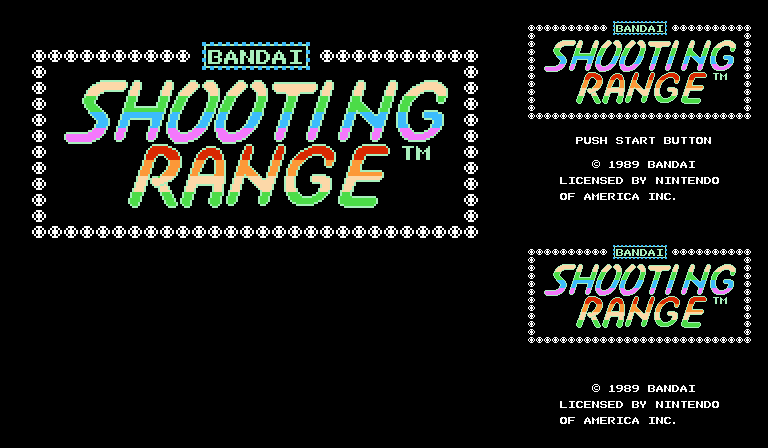 BANDAI
SHOOTING
RANGE™
BANDAI
SHOOTING
RANGE™
PUSH START BUTTON
© 1989 BANDAI
LICENSED BY NINTENDO
OF AMERICA INC.
BANDAI
SHOOTING
RANGE™
© 1989 BANDAI
LICENSED BY NINTENDO
OF AMERICA INC.